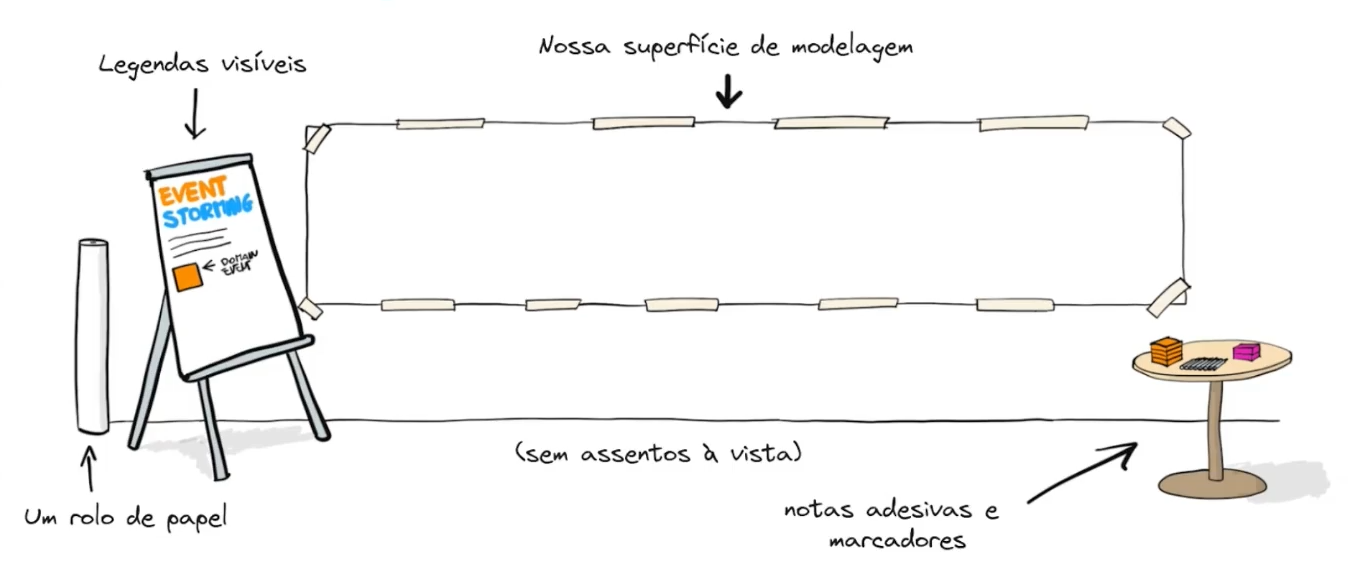 Legendas visíveis
Nossa superfície de modelagem
EVENT
STORMING
DOMAIN
EVENT
(sem assentos à vista)
Um rolo de papel
notas adesivas e
marcadores